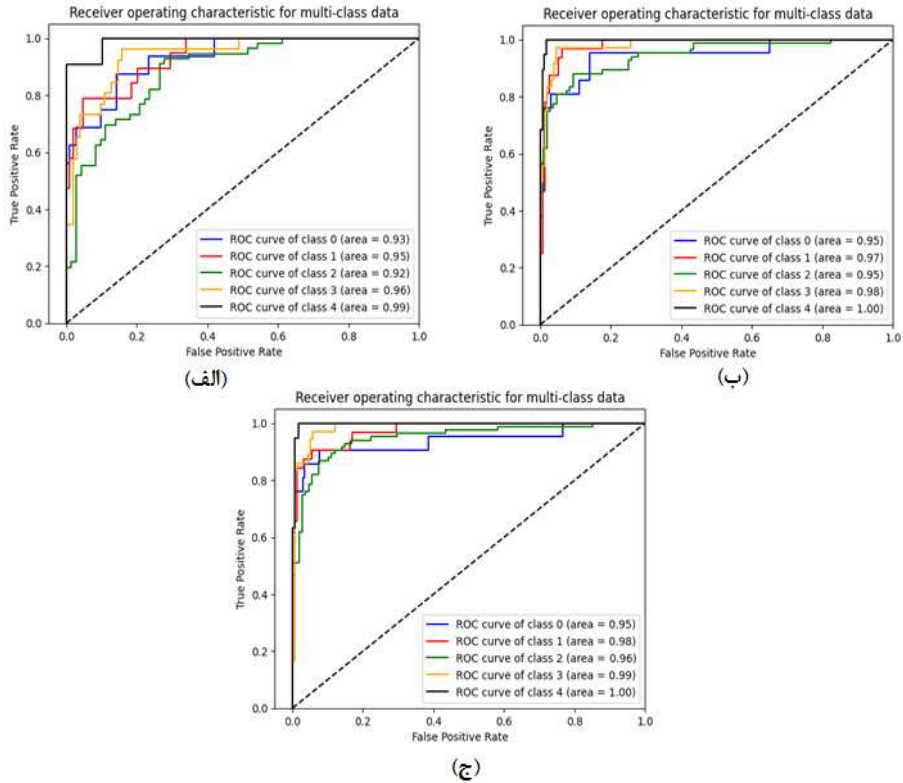 Receiver operating characteristic for multi-class data
1.0
0.8
0.6
0.4
0.2
0.0
True Positive Rate
ROC curve of class 0 (area = 0.93)
ROC curve of class 1 (area = 0.95)
ROC curve of class 2 (area = 0.92)
ROC curve of class 3 (area = 0.96)
ROC curve of class 4 (area = 0.99)
0.0 0.2 0.4 0.6 0.8 1.0
False Positive Rate
(الف)
Receiver operating characteristic for multi-class data
1.0
0.8
0.6
0.4
0.2
0.0
True Positive Rate
ROC curve of class 0 (area = 0.95)
ROC curve of class 1 (area = 0.97)
ROC curve of class 2 (area = 0.95)
ROC curve of class 3 (area = 0.98)
ROC curve of class 4 (area = 1.00)
0.0 0.2 0.4 0.6 0.8 1.0
False Positive Rate
(ب)
Receiver operating characteristic for multi-class data
1.0
0.8
0.6
0.4
0.2
0.0
True Positive Rate
ROC curve of class 0 (area = 0.95)
ROC curve of class 1 (area = 0.98)
ROC curve of class 2 (area = 0.96)
ROC curve of class 3 (area = 0.99)
ROC curve of class 4 (area = 1.00)
0.0 0.2 0.4 0.6 0.8 1.0
False Positive Rate
(ج)